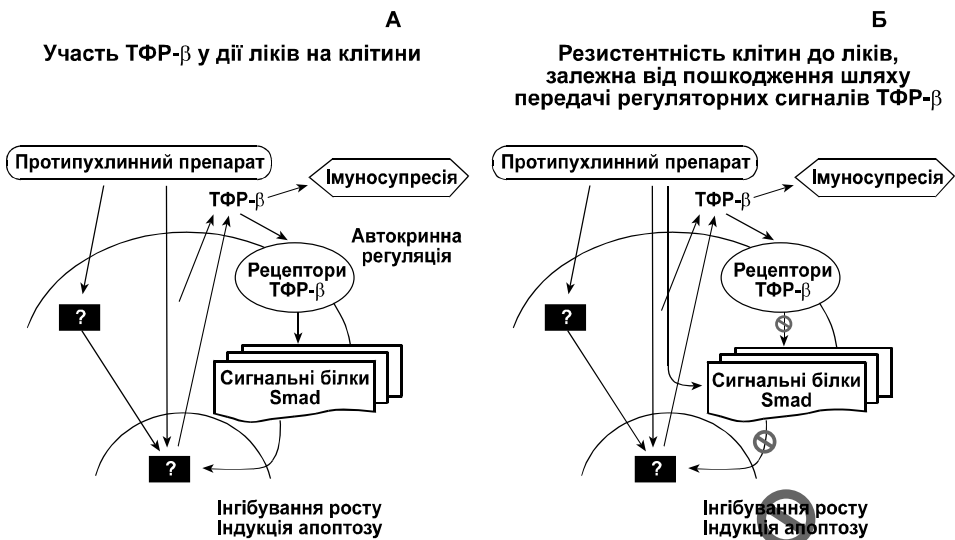 А
Участь ТФР-β у дії ліків на клітини
Протипухлинний препарат
Імуносупресія
ТФР-β
Автокринна
регуляція
Рецептори
ТФР-β
?
Сигнальні білки
Smad
?
Інгібування росту
Індукція апоптозу
Б
Резистентність клітин до ліків,
залежна від пошкодження шляху
передачі регуляторних сигналів ТФР-β
Протипухлинний препарат
Імуносупресія
ТФР-β
Рецептори
ТФР-β
?
Сигнальні білки
Smad
?
Інгібування росту
Індукція апоптозу